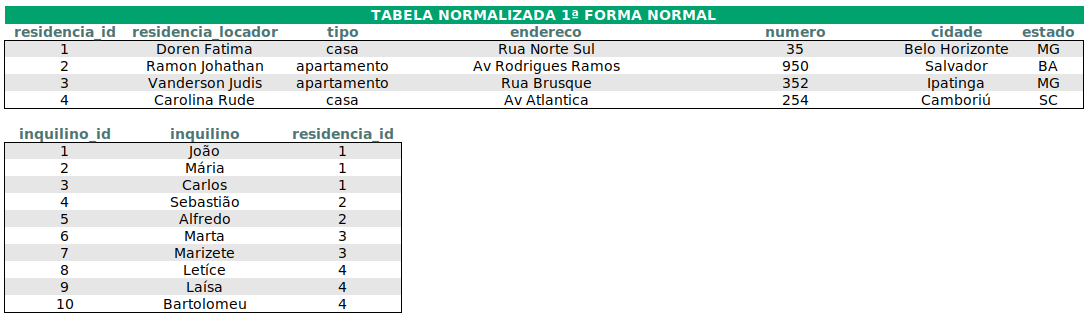 TABELA NORMALIZADA 1ª FORMA NORMAL
residencia_id residencia_locador tipo endereco numero cidade estado
1 Doren Fatima casa Rua Norte Sul 35 Belo Horizonte MG
2 Ramon Johathan apartamento Av Rodrigues Ramos 950 Salvador BA
3 Vanderson Judis apartamento Rua Brusque 352 Ipatinga MG
4 Carolina Rude casa Av Atlantica 254 Camboriú SC
inquilino_id inquilino residencia_id
1 João 1
2 Mária 1
3 Carlos 1
4 Sebastião 2
5 Alfredo 2
6 Marta 3
7 Marizete 3
8 Letíce 4
9 Laísa 4
10 Bartolomeu 4